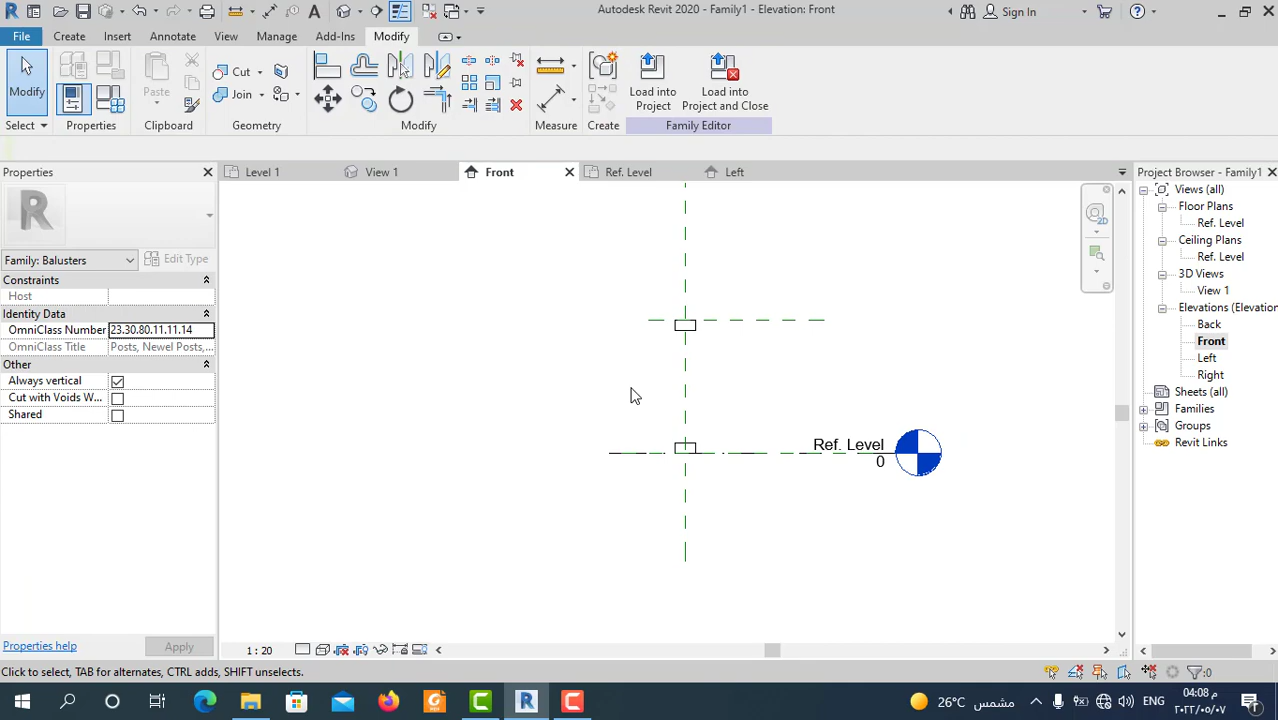 Autodesk Revit 2020 - Family1 - Elevation: Front
Sign In
File
Create
Insert
Annotate
View
Manage
Add-Ins
Modify
Modify
Select
Properties
Paste
Clipboard
Cut
Join
Geometry
Modify
Measure
Create
Load into
Project
Load into
Project and Close
Family Editor
Properties
Level 1
View 1
Front
Ref. Level
Left
Project Browser - Family1
R
Family: Balusters
Edit Type
Constraints
Host
Identity Data
OmniClass Number
23.30.80.11.11.14
OmniClass Title
Posts, Newel Posts,...
Other
Always vertical
Cut with Voids W...
Shared
Properties help
Apply
2D
Ref. Level
0
Views (all)
Floor Plans
Ref. Level
Ceiling Plans
Ref. Level
3D Views
View 1
Elevations (Elevation
Back
Front
Left
Right
Sheets (all)
Families
Groups
Revit Links
1 : 20
Click to select, TAB for alternates, CTRL adds, SHIFT unselects.
:0
26°C مشمس
ENG
04:08 م
٢٠٢٢/٠٥/٠٧